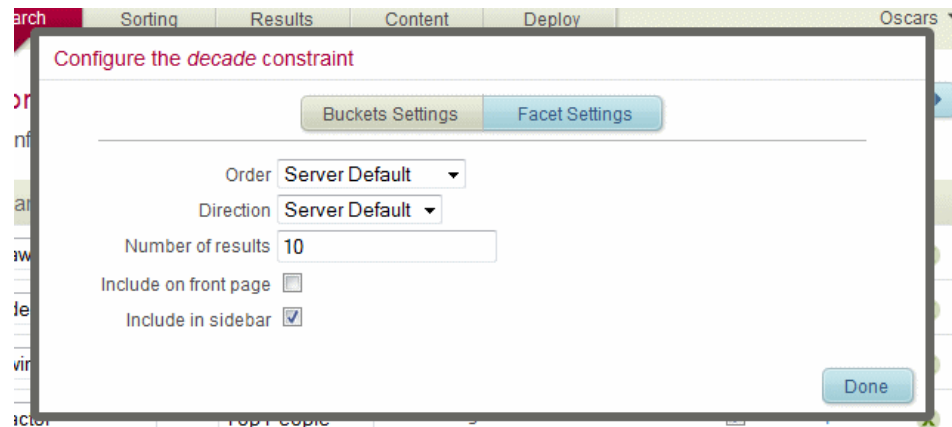 arch Sorting Results Content Deploy Oscars
Configure the decade constraint
Buckets Settings Facet Settings
Order Server Default
Direction Server Default
Number of results 10
Include on front page
Include in sidebar
Done